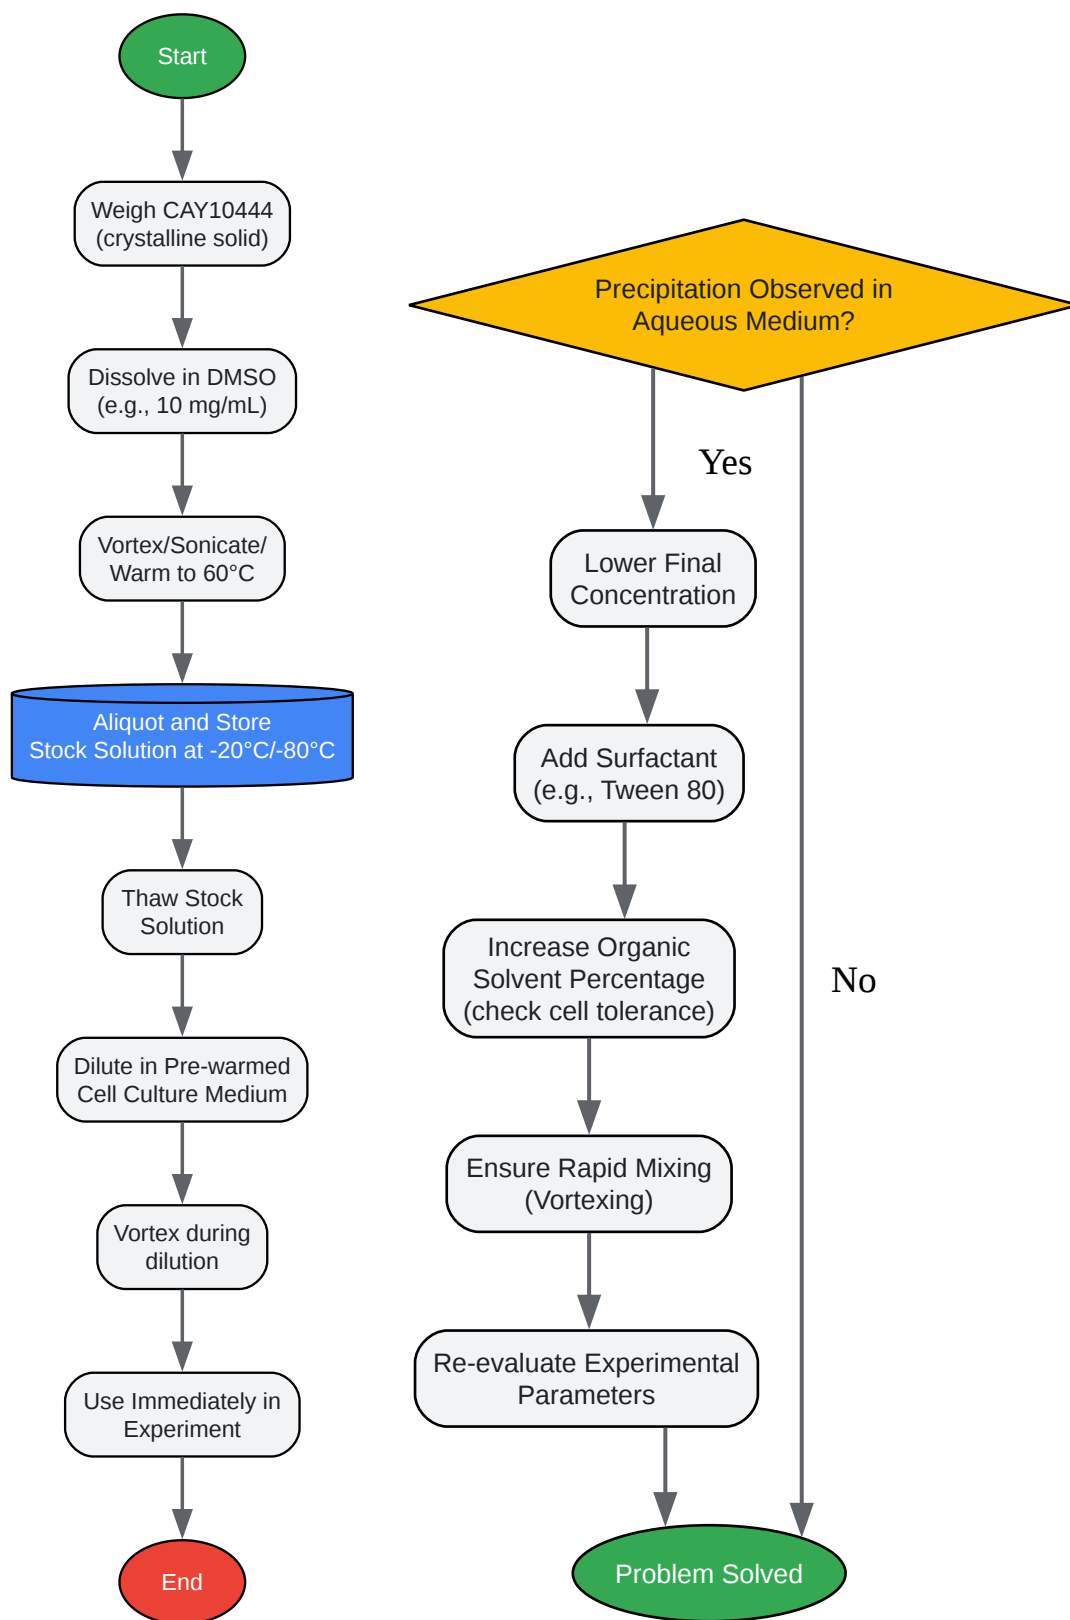 Start
Weigh CAY10444
(crystalline solid)
Dissolve in DMSO
(e.g., 10 mg/mL)
Vortex/Sonicate/
Warm to 60°C
Aliquot and Store
Stock Solution at -20°C/-80°C
Thaw Stock
Solution
Dilute in Pre-warmed
Cell Culture Medium
Vortex during
dilution
Use Immediately in
Experiment
End
Precipitation Observed in
Aqueous Medium?
Yes
Lower Final
Concentration
Add Surfactant
(e.g., Tween 80)
Increase Organic
Solvent Percentage
(check cell tolerance)
No
Ensure Rapid Mixing
(Vortexing)
Re-evaluate Experimental
Parameters
Problem Solved